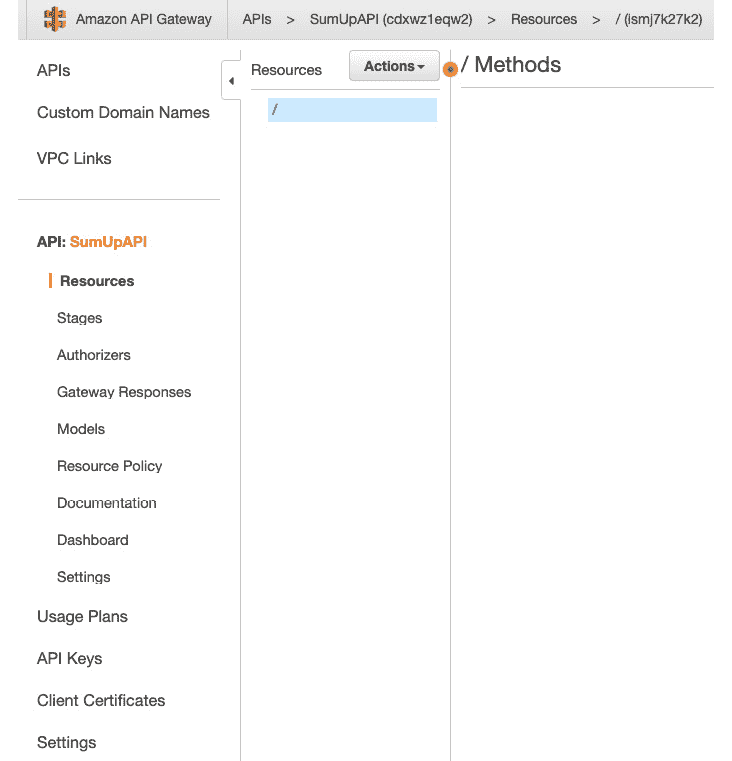 Amazon API Gateway APIs > SumUpAPI (cdxwz1eqw2) > Resources > / (ismj7k27k2)
APIs
Custom Domain Names
VPC Links
API: SumUpAPI
Resources
Stages
Authorizers
Gateway Responses
Models
Resource Policy
Documentation
Dashboard
Settings
Usage Plans
API Keys
Client Certificates
Settings
Resources
Actions
/
/ Methods